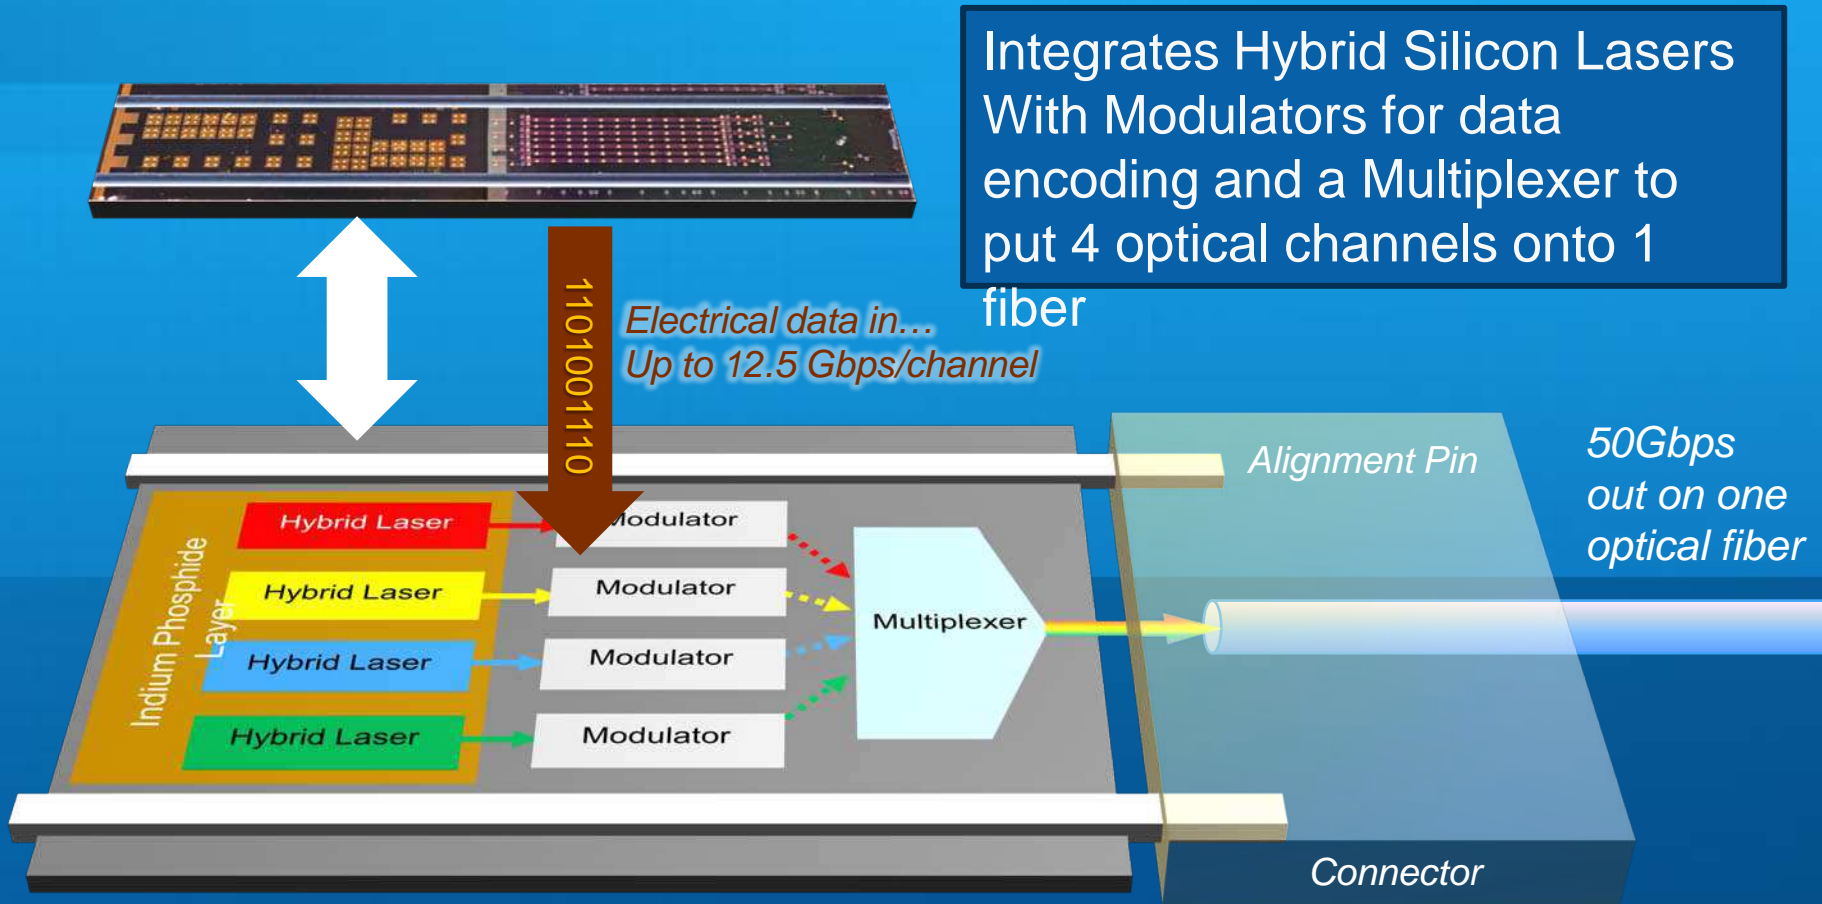 Integrates Hybrid Silicon Lasers
With Modulators for data
encoding and a Multiplexer to
put 4 optical channels onto 1
fiber
11010001110
Electrical data in…
Up to 12.5 Gbps/channel
Alignment Pin
50Gbps
out on one
optical fiber
Indium Phosphide
Layer
Hybrid Laser
Modulator
Hybrid Laser
Modulator
Multiplexer
Hybrid Laser
Modulator
Hybrid Laser
Modulator
Connector